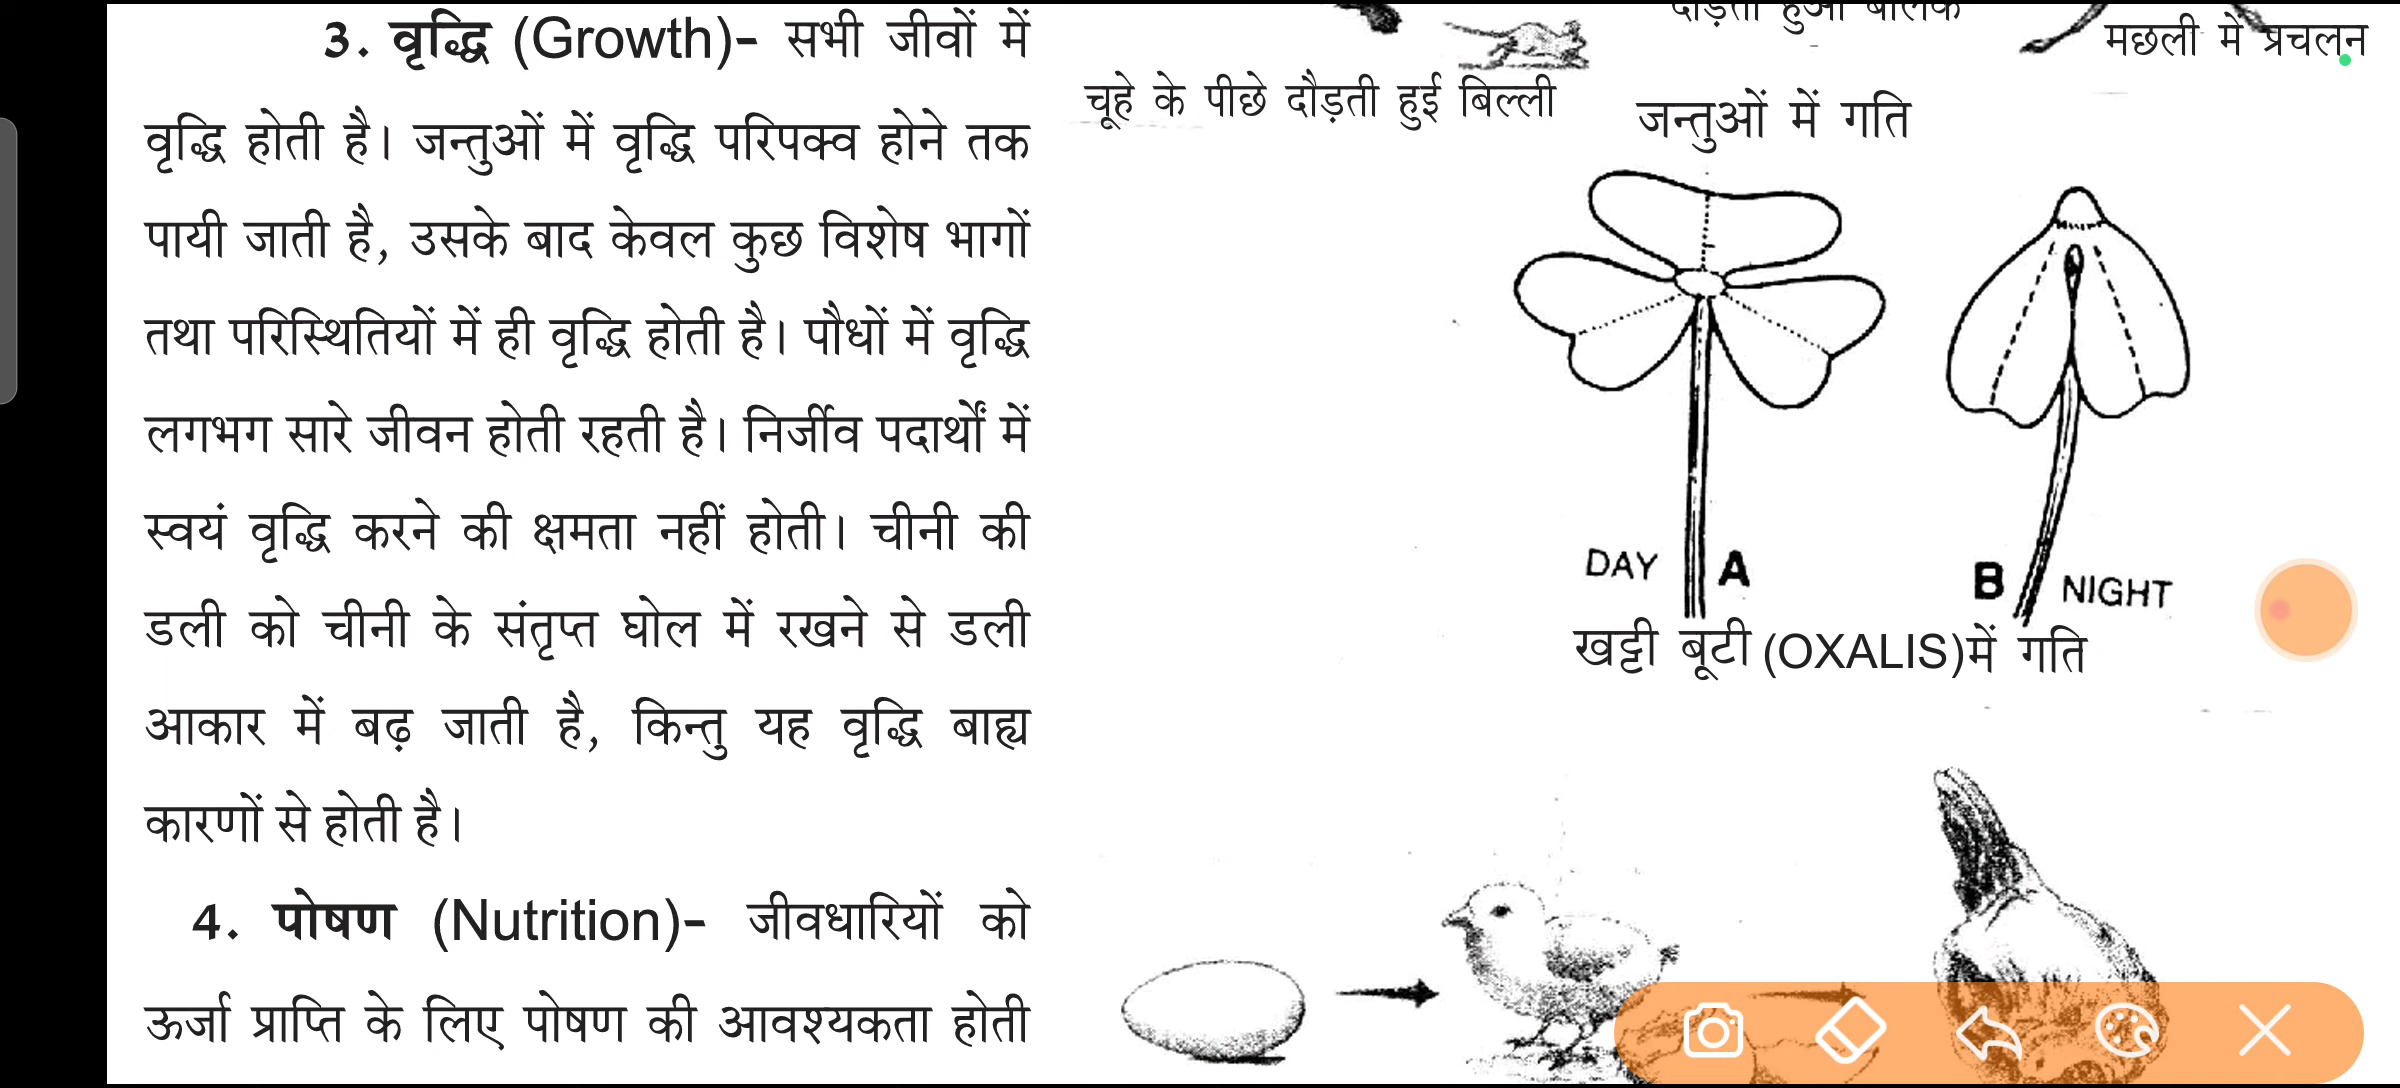 3. वृद्धि (Growth)- सभी जीवों में
वृद्धि होती है। जन्तुओं में वृद्धि परिपक्व होने तक
पायी जाती है, उसके बाद केवल कुछ विशेष भागों
तथा परिस्थितियों में ही वृद्धि होती है। पौधों में वृद्धि
लगभग सारे जीवन होती रहती है। निर्जीव पदार्थों में
स्वयं वृद्धि करने की क्षमता नहीं होती। चीनी की
डली को चीनी के संतृप्त घोल में रखने से डली
आकार में बढ़ जाती है, किन्तु यह वृद्धि बाह्य
कारणों से होती है।
4. पोषण (Nutrition)- जीवधारियों को
ऊर्जा प्राप्ति के लिए पोषण की आवश्यकता होती
दौड़ता हुआ बालक
मछली में प्रचलन
चूहे के पीछे दौड़ती हुई बिल्ली
जन्तुओं में गति
DAY A
B NIGHT
खट्टी बूटी (OXALIS)में गति